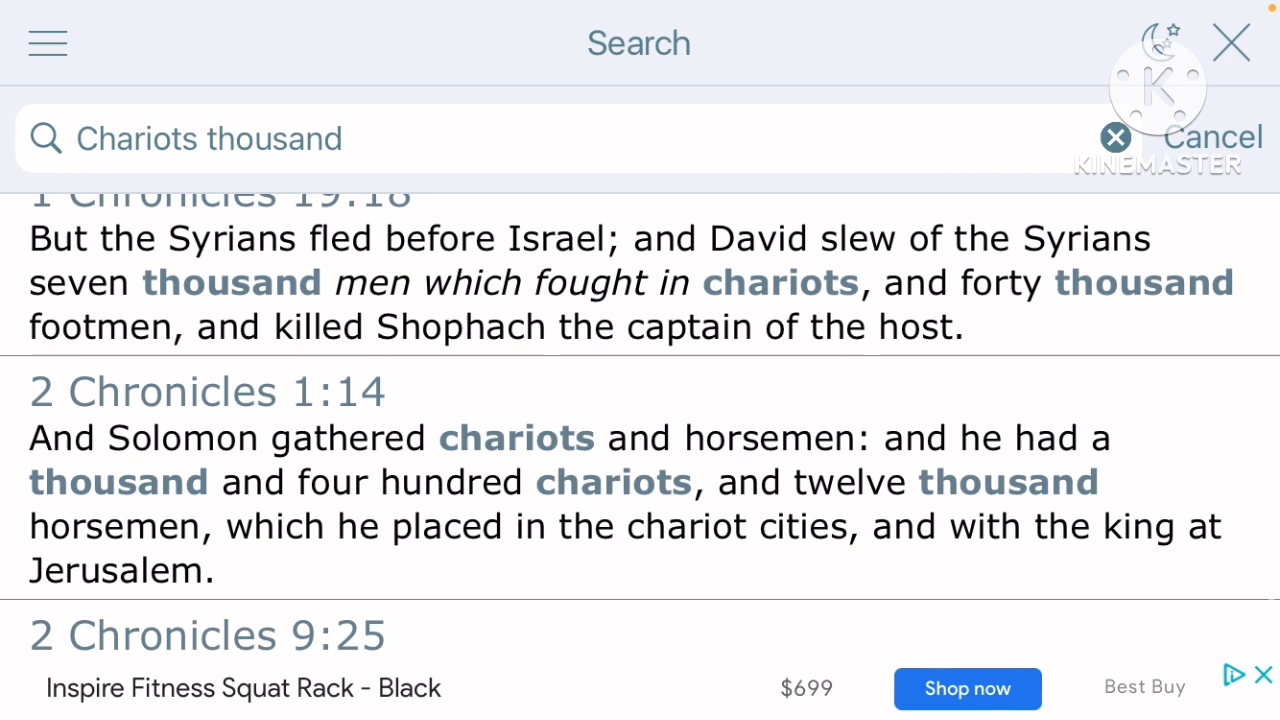 Search
Chariots thousand
Cancel
K
KINEMASTER
1 Chronicles 19:18
But the Syrians fled before Israel; and David slew of the Syrians
seven thousand men which fought in chariots, and forty thousand
footmen, and killed Shophach the captain of the host.
2 Chronicles 1:14
And Solomon gathered chariots and horsemen: and he had a
thousand and four hundred chariots, and twelve thousand
horsemen, which he placed in the chariot cities, and with the king at
Jerusalem.
2 Chronicles 9:25
Inspire Fitness Squat Rack - Black $699 Shop now Best Buy